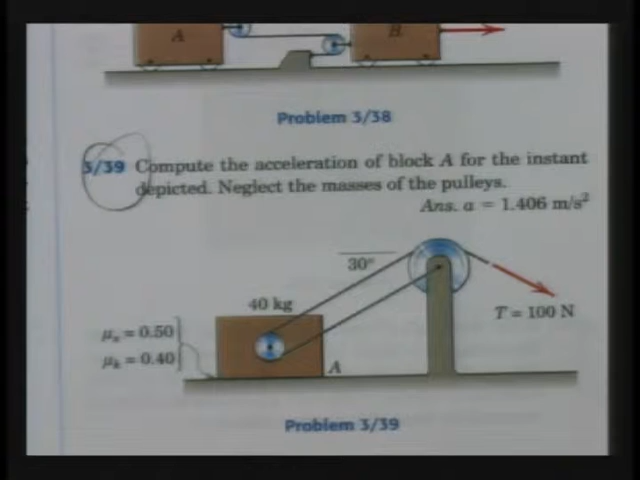 A
B
Problem 3/38
3/39 Compute the acceleration of block A for the instant
depicted. Neglect the masses of the pulleys.
Ans. a = 1.406 m/s²
30°
40 kg
T = 100 N
μs = 0.50
μk = 0.40
A
Problem 3/39